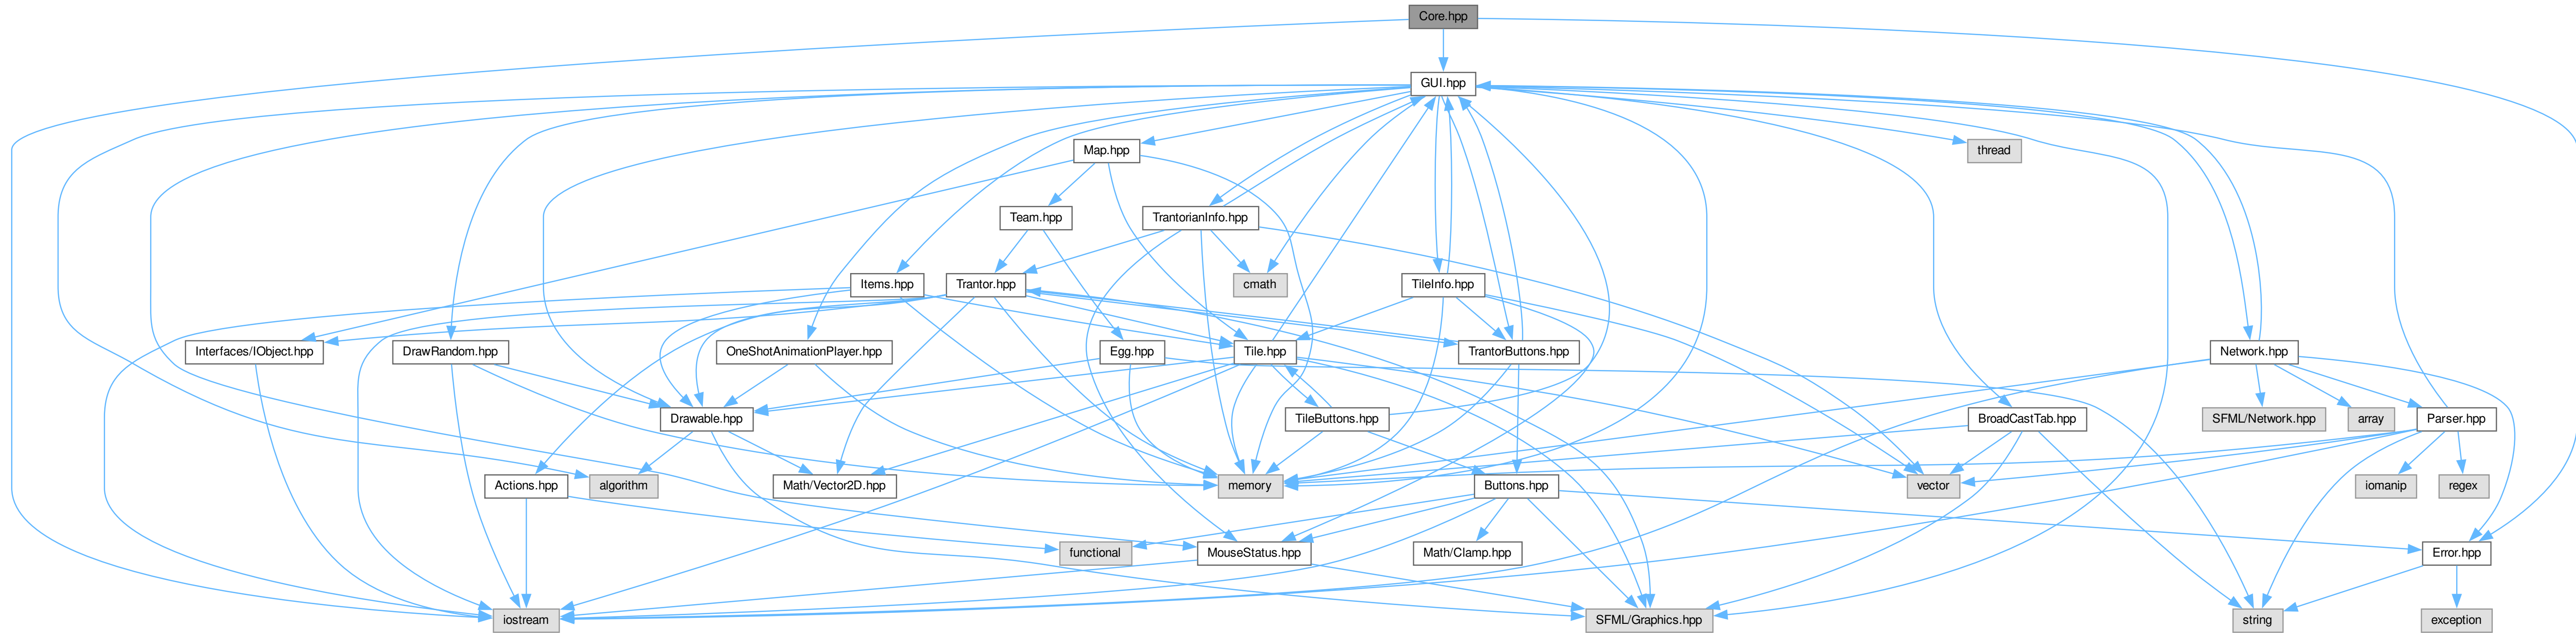 Core.hpp
GUI.hpp
Map.hpp
thread
Team.hpp
TrantorianInfo.hpp
Items.hpp
Trantor.hpp
cmath
TileInfo.hpp
Interfaces/IObject.hpp
DrawRandom.hpp
OneShotAnimationPlayer.hpp
Egg.hpp
Tile.hpp
TrantorButtons.hpp
Network.hpp
Drawable.hpp
TileButtons.hpp
SFML/Network.hpp
BroadCastTab.hpp
array
Parser.hpp
Actions.hpp
algorithm
Math/Vector2D.hpp
memory
Buttons.hpp
vector
iomanip
regex
functional
MouseStatus.hpp
Math/Clamp.hpp
Error.hpp
iostream
SFML/Graphics.hpp
string
exception